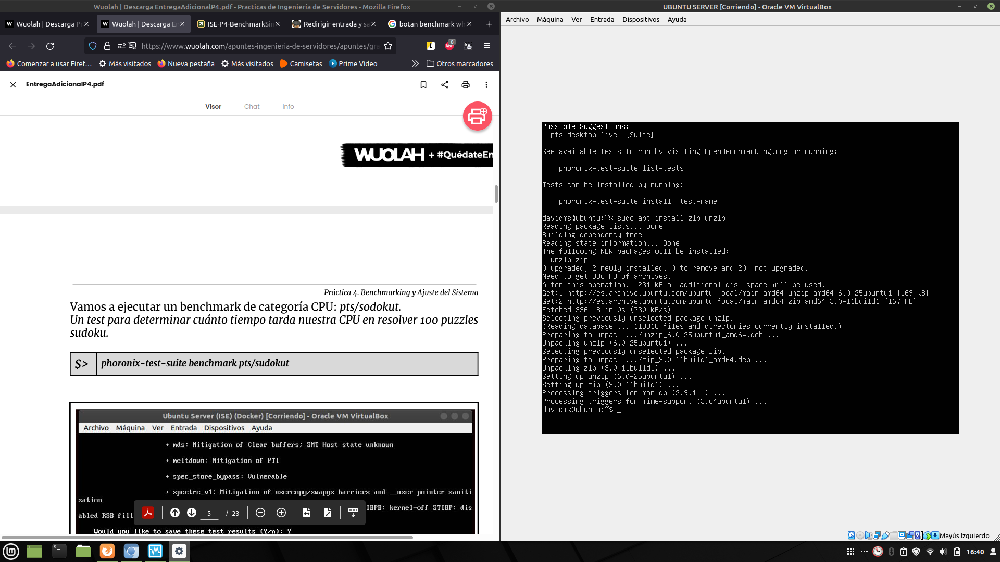 Wuolah | Descarga EntregaAdicionalP4.pdf - Practicas de Ingeniería de Servidores - Mozilla Firefox
Wuolah | Descarga Pr
Wuolah | Descarga En
ISE-P4-BenchmarkSin
Redirigir entrada y sa
botan benchmark wh
https://www.wuolah.com/apuntes-ingenieria-de-servidores/apuntes/gra
8
ABP
Comenzar a usar Firef...
Más visitados
Nueva pestaña
Más visitados
Camisetas
Prime Video
Otros marcadores
EntregaAdicionalP4.pdf
Visor Chat Info
WUOLAH + #QuédateEn
Práctica 4. Benchmarking y Ajuste del Sistema
Vamos a ejecutar un benchmark de categoría CPU: pts/sodokut.
Un test para determinar cuánto tiempo tarda nuestra CPU en resolver 100 puzzles
sudoku.
$> phoronix-test-suite benchmark pts/sudokut
Ubuntu Server (ISE) (Docker) [Corriendo] - Oracle VM VirtualBox
Archivo Máquina Ver Entrada Dispositivos Ayuda
+ mds: Mitigation of Clear buffers; SMT Host state unknown
+ meltdown: Mitigation of PTI
+ spec_store_bypass: Vulnerable
+ spectre_v1: Mitigation of usercopy/swapgs barriers and __user pointer saniti
zation
IBPB: kernel-off STIBP: dis
abled RSB fill
5 / 23
Would you like to save these test results (Y/n): Y
UBUNTU SERVER [Corriendo] - Oracle VM VirtualBox
Archivo Máquina Ver Entrada Dispositivos Ayuda
Possible Suggestions:
- pts-desktop-live [Suite]
See available tests to run by visiting OpenBenchmarking.org or running:
phoronix-test-suite list-tests
Tests can be installed by running:
phoronix-test-suite install <test-name>
davidms@ubuntu:~$ sudo apt install zip unzip
Reading package lists... Done
Building dependency tree
Reading state information... Done
The following NEW packages will be installed:
unzip zip
0 upgraded, 2 newly installed, 0 to remove and 204 not upgraded.
Need to get 336 kB of archives.
After this operation, 1231 kB of additional disk space will be used.
Get:1 http://es.archive.ubuntu.com/ubuntu focal/main amd64 unzip amd64 6.0-25ubuntu1 [169 kB]
Get:2 http://es.archive.ubuntu.com/ubuntu focal/main amd64 zip amd64 3.0-11build1 [167 kB]
Fetched 336 kB in 0s (730 kB/s)
Selecting previously unselected package unzip.
(Reading database ... 119818 files and directories currently installed.)
Preparing to unpack .../unzip_6.0-25ubuntu1_amd64.deb ...
Unpacking unzip (6.0-25ubuntu1) ...
Selecting previously unselected package zip.
Preparing to unpack .../zip_3.0-11build1_amd64.deb ...
Unpacking zip (3.0-11build1) ...
Setting up unzip (6.0-25ubuntu1) ...
Setting up zip (3.0-11build1) ...
Processing triggers for man-db (2.9.1-1) ...
Processing triggers for mime-support (3.64ubuntu1) ...
davidms@ubuntu:~$ _
Mayús Izquierdo
16:40